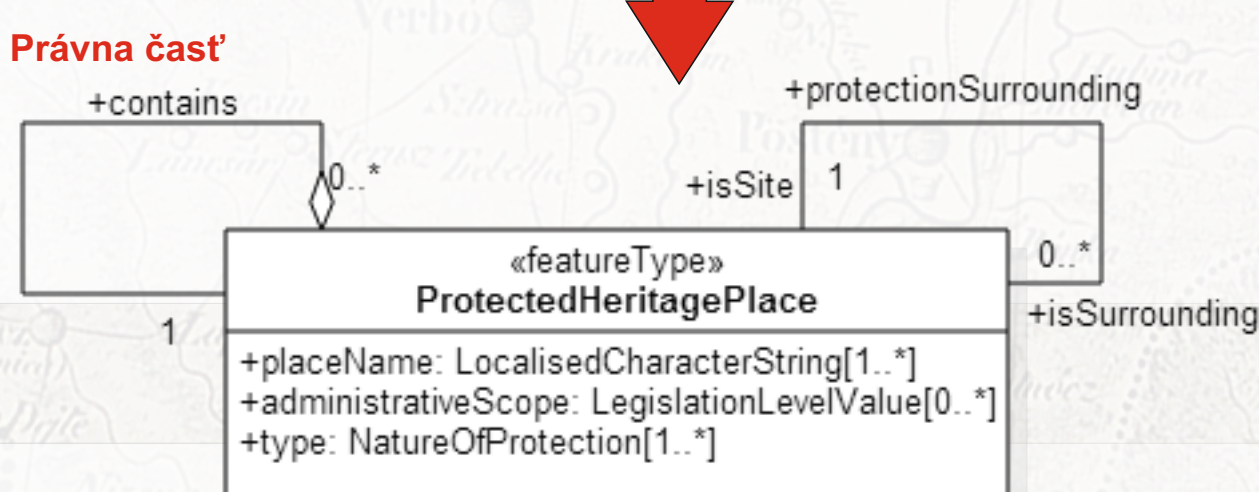 Právna časť
+contains
+protectionSurrounding
0..*
+isSite
1
«featureType»
0..*
ProtectedHeritagePlace
+isSurrounding
1
+placeName: LocalisedCharacterString[1..*]
+administrativeScope: LegislationLevelValue[0..*]
+type: NatureOfProtection[1..*]